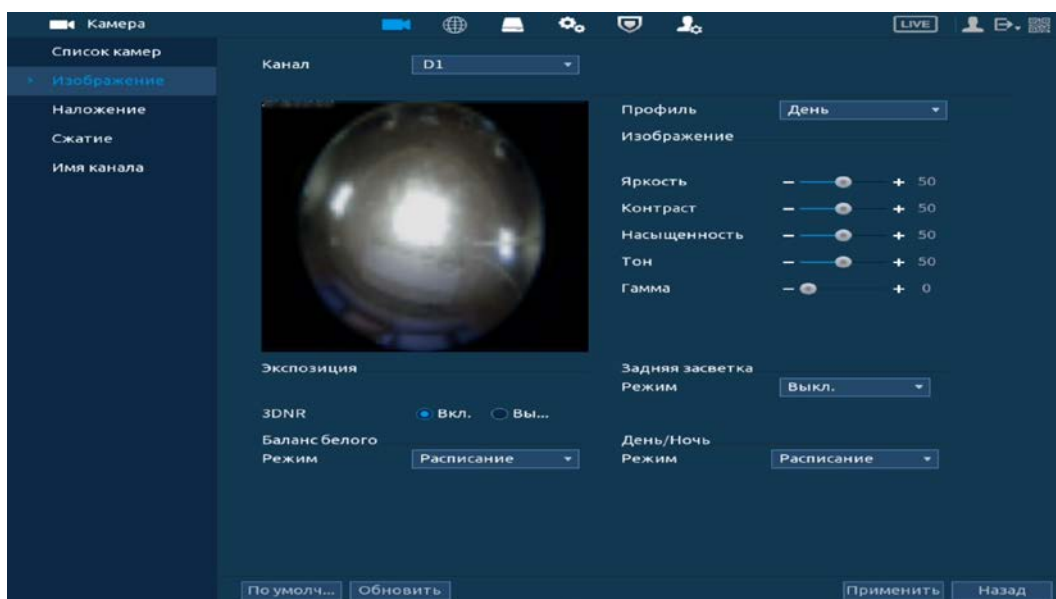 Камера LIVE
Список камер
Изображение
Наложение
Сжатие
Имя канала
Канал D1
Профиль День
Изображение
Яркость - + 50
Контраст - + 50
Насыщенность - + 50
Тон - + 50
Гамма - + 0
Экспозиция
3DNR Вкл. Вы...
Баланс белого
Режим Расписание
Задняя засветка
Режим Выкл.
День/Ночь
Режим Расписание
По умолч... Обновить Применить Назад